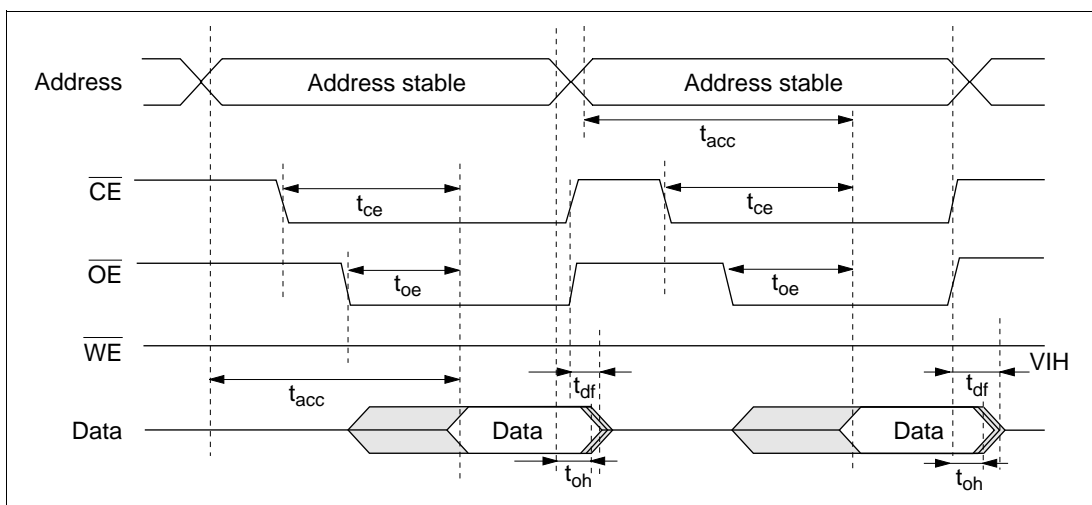 Address
Address stable
Address stable
tacc
CE
tce
tce
OE
toe
toe
WE
VIH
tacc
tdf
tdf
Data
Data
Data
toh
toh